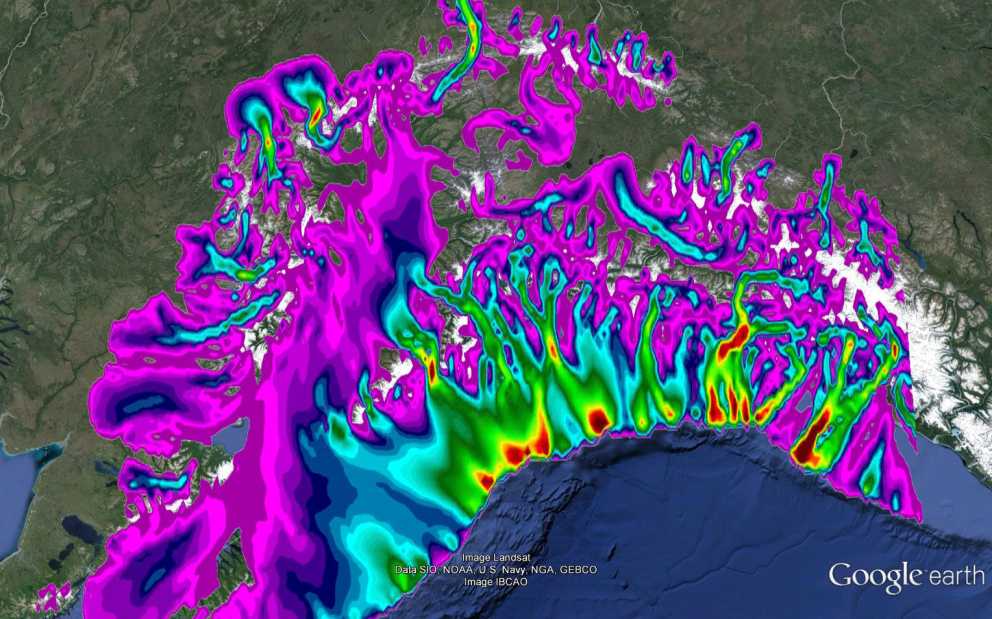 Image Landsat
Data SIO, NOAA, U.S. Navy, NGA, GEBCO
Image IBCAO
Google earth